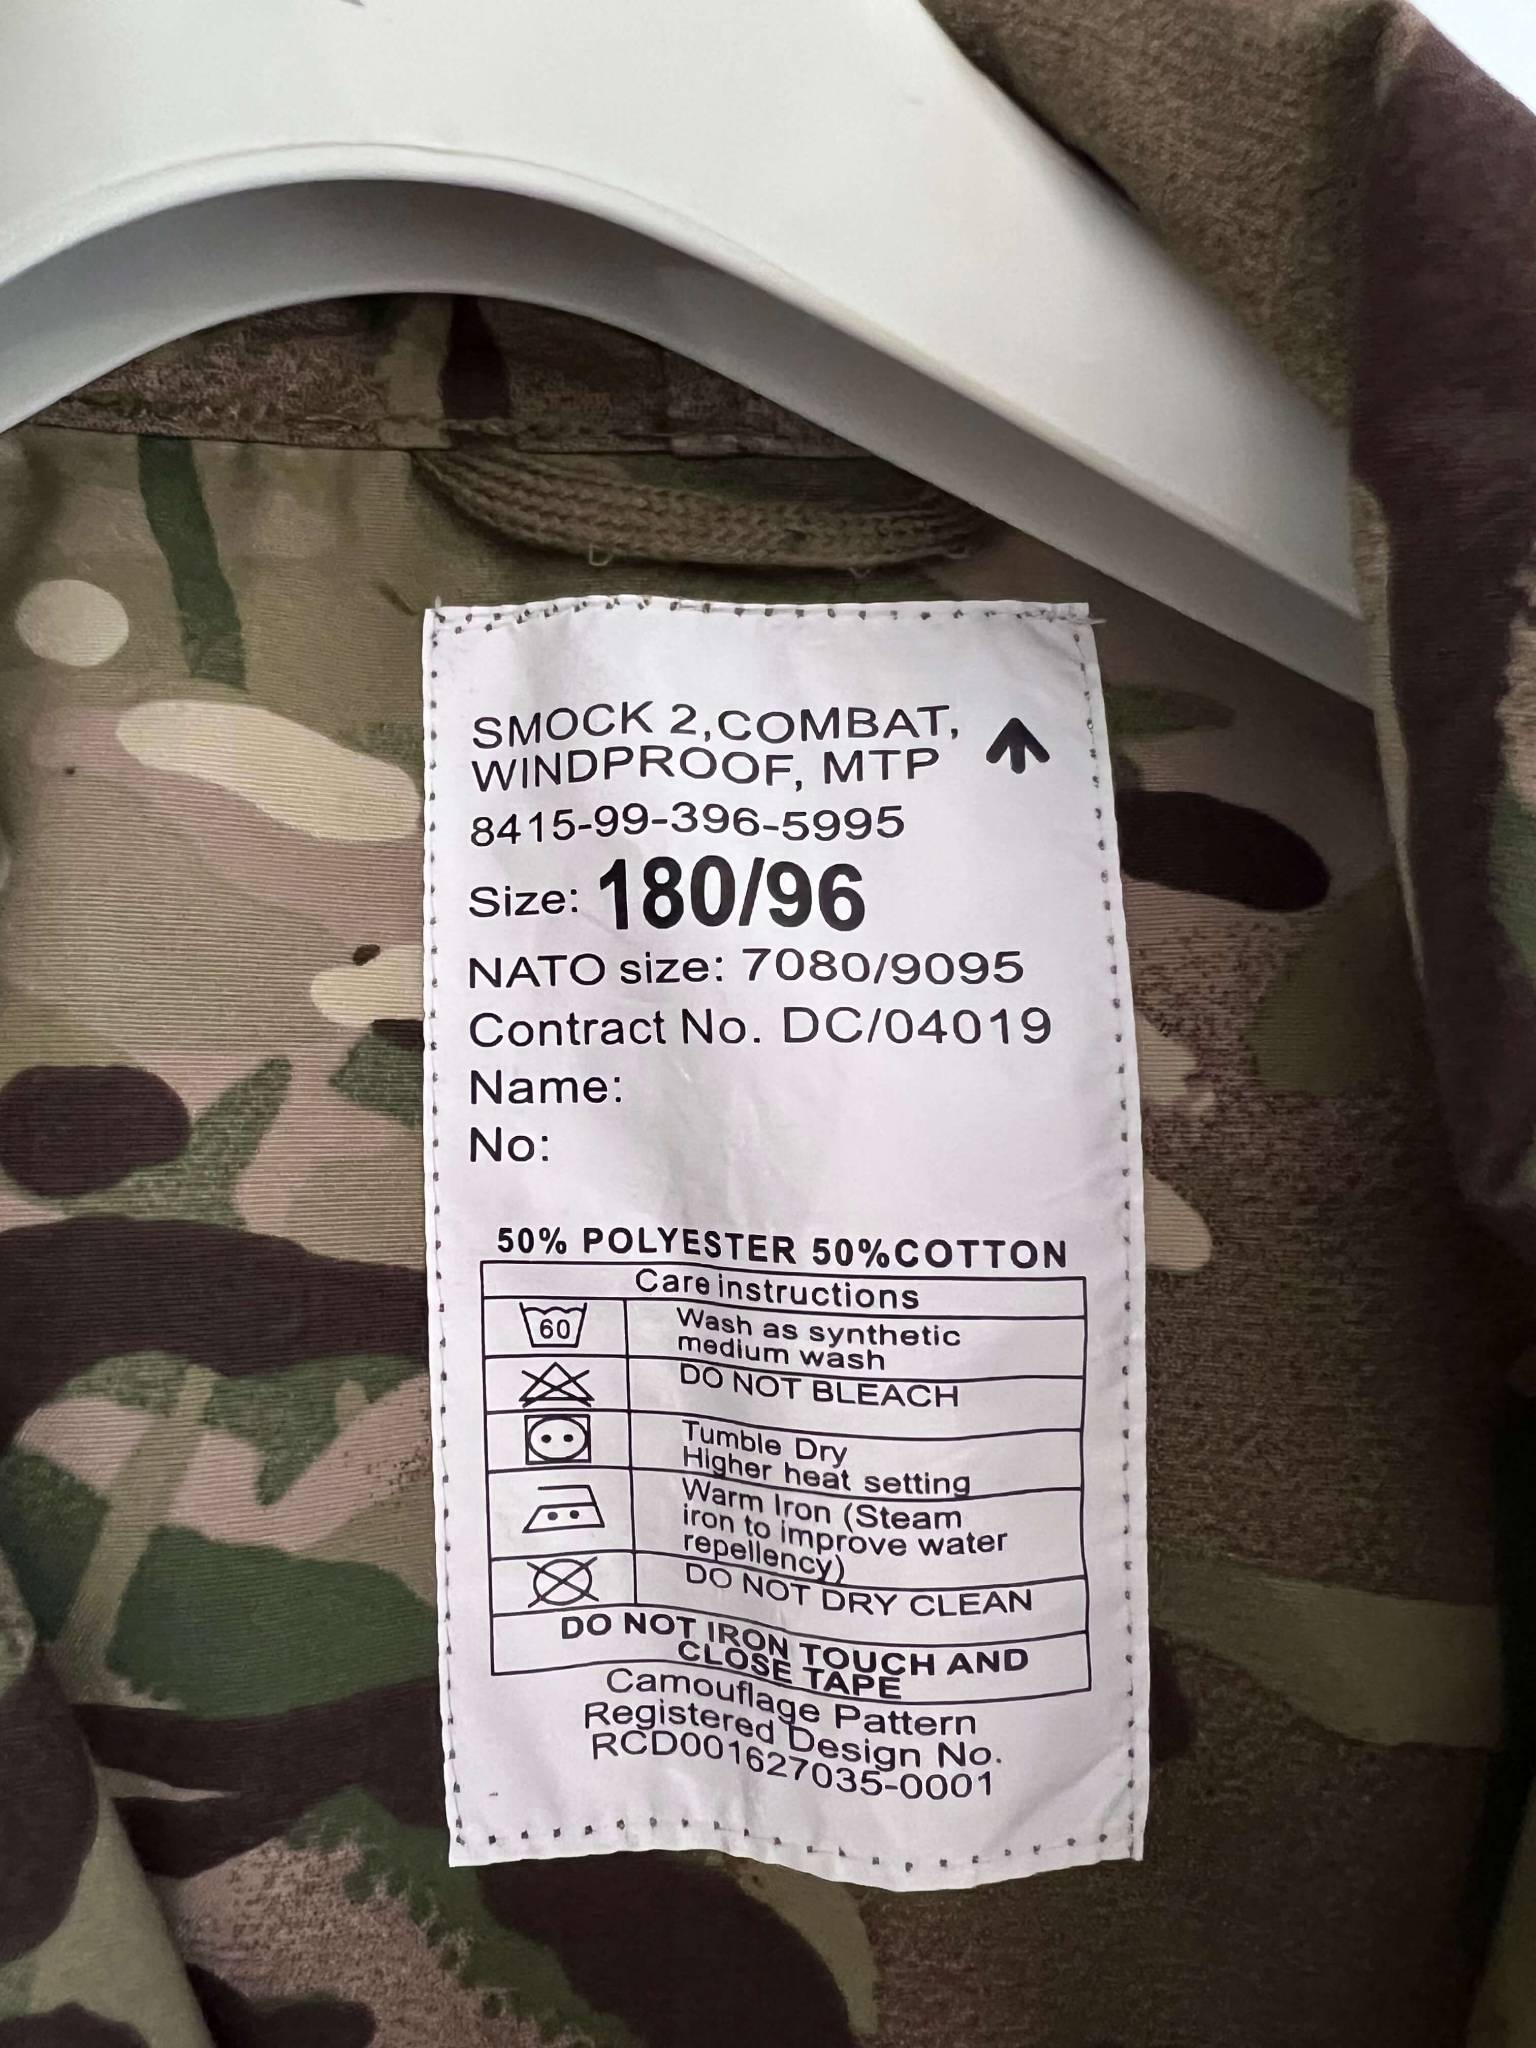 SMOCK 2,COMBAT,
WINDPROOF, MTP
8415-99-396-5995
Size: 180/96
NATO size: 7080/9095
Contract No. DC/04019
Name:
No:
50% POLYESTER 50%COTTON
Care instructions
60
Wash as synthetic
medium wash
DO NOT BLEACH
Tumble Dry
Higher heat setting
Warm Iron (Steam
iron to improve water
repellency)
DO NOT DRY CLEAN
DO NOT IRON TOUCH AND
CLOSE TAPE
Camouflage Pattern
Registered Design No.
RCD001627035-0001